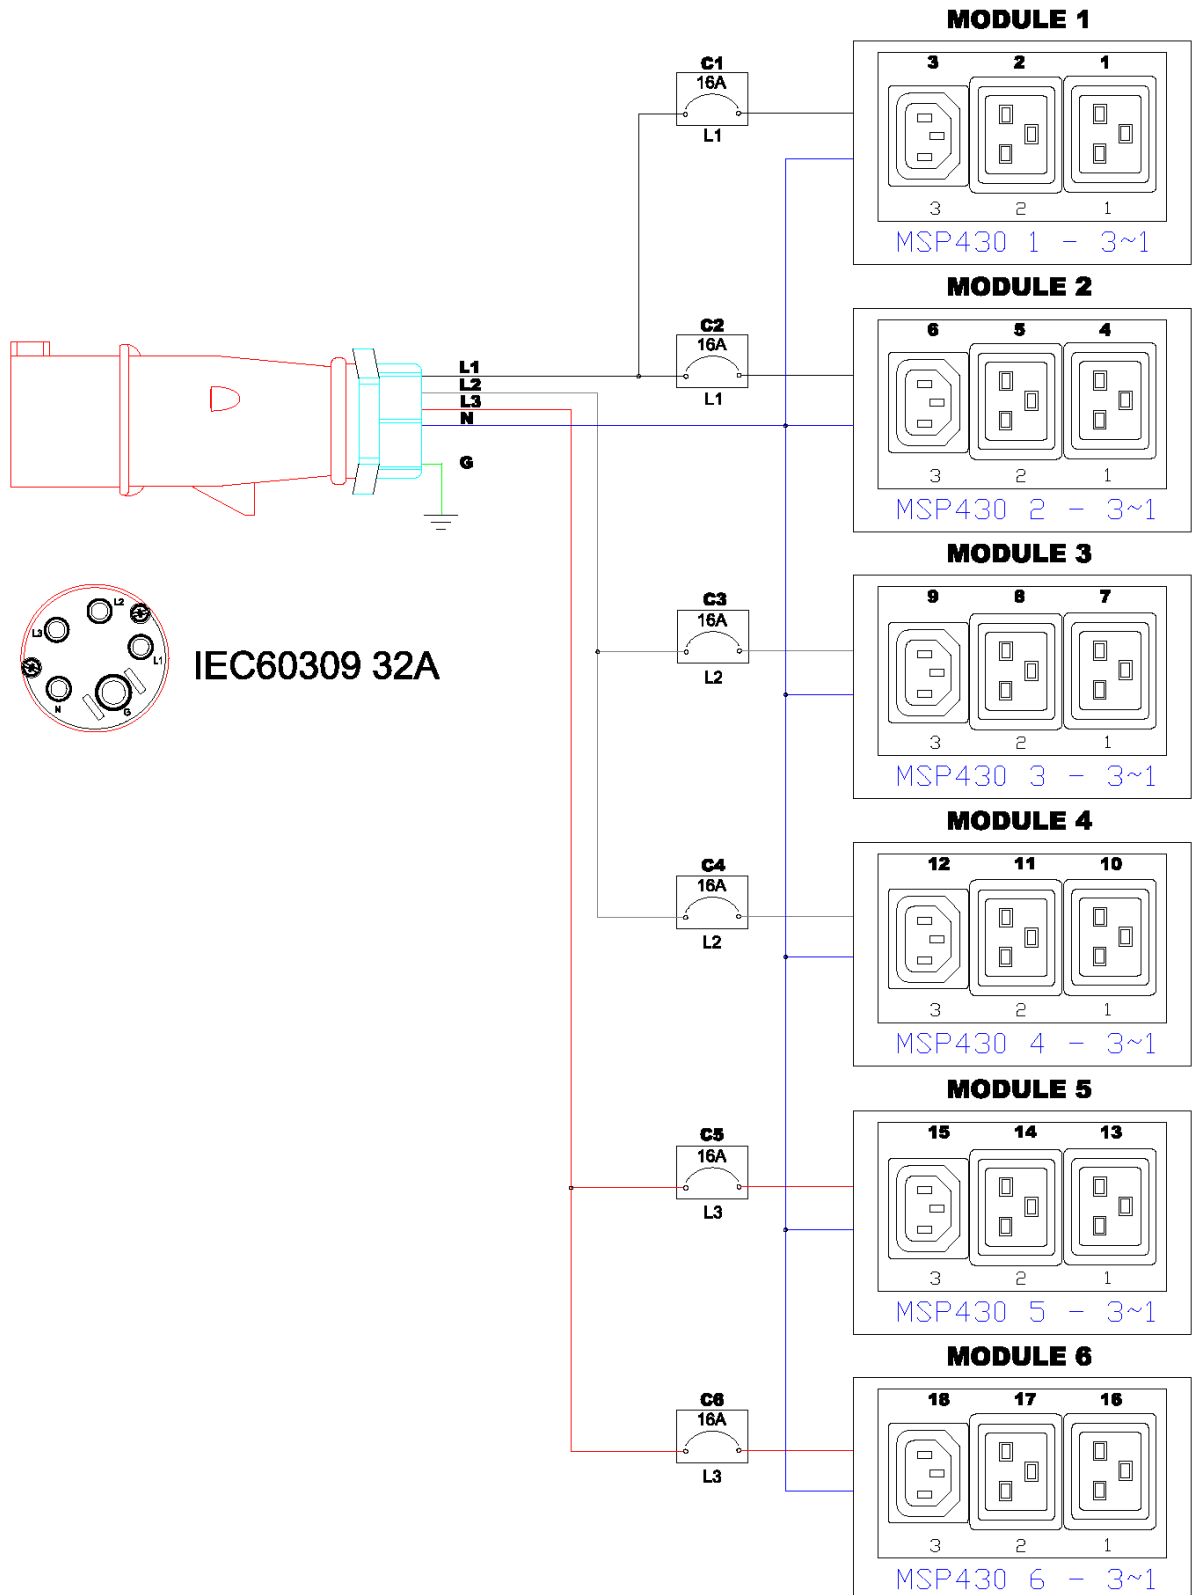 MODULE 1
C1
16A
L1
3 2 1
3 2 1
MSP430 1 - 3~1
MODULE 2
C2
16A
L1
6 5 4
3 2 1
MSP430 2 - 3~1
L1
L2
L3
N
G
MODULE 3
C3
16A
L2
9 8 7
3 2 1
MSP430 3 - 3~1
L2
L3
L1
N
G
IEC60309 32A
MODULE 4
C4
16A
L2
12 11 10
3 2 1
MSP430 4 - 3~1
MODULE 5
C5
16A
L3
15 14 13
3 2 1
MSP430 5 - 3~1
MODULE 6
C6
16A
L3
18 17 16
3 2 1
MSP430 6 - 3~1